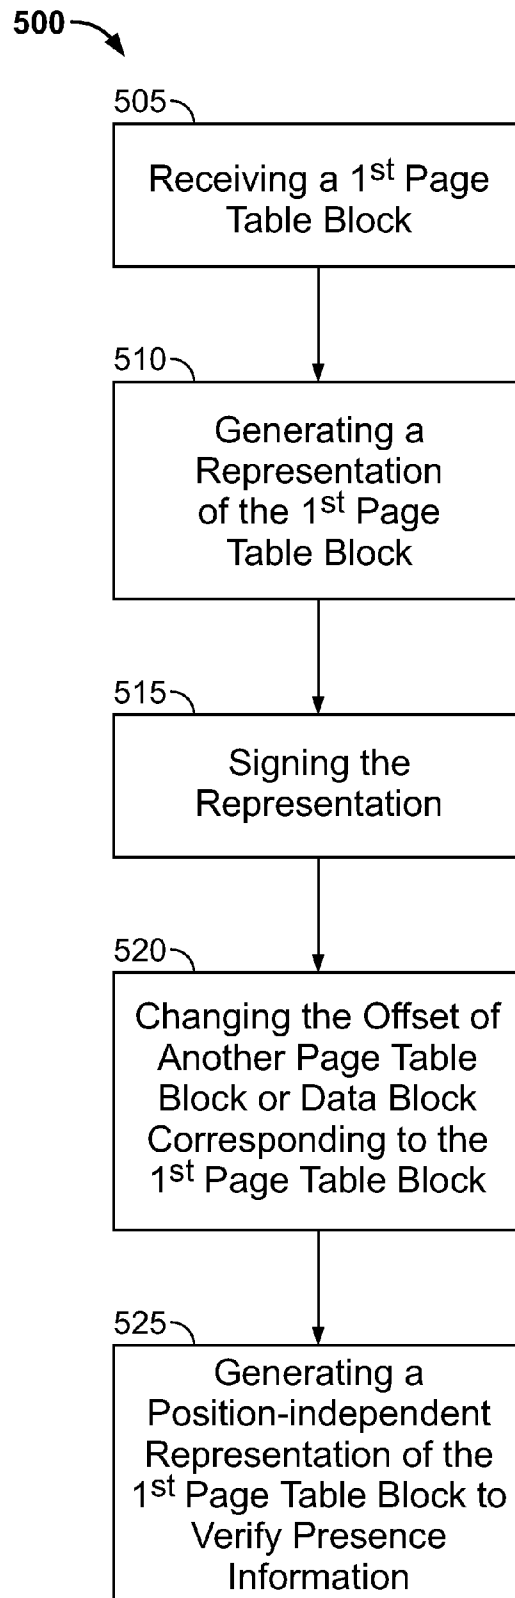 500
505
Receiving a 1st Page
Table Block
510
Generating a
Representation
of the 1st Page
Table Block
515
Signing the
Representation
520
Changing the Offset of
Another Page Table
Block or Data Block
Corresponding to the
1st Page Table Block
525
Generating a
Position-independent
Representation of the
1st Page Table Block to
Verify Presence
Information